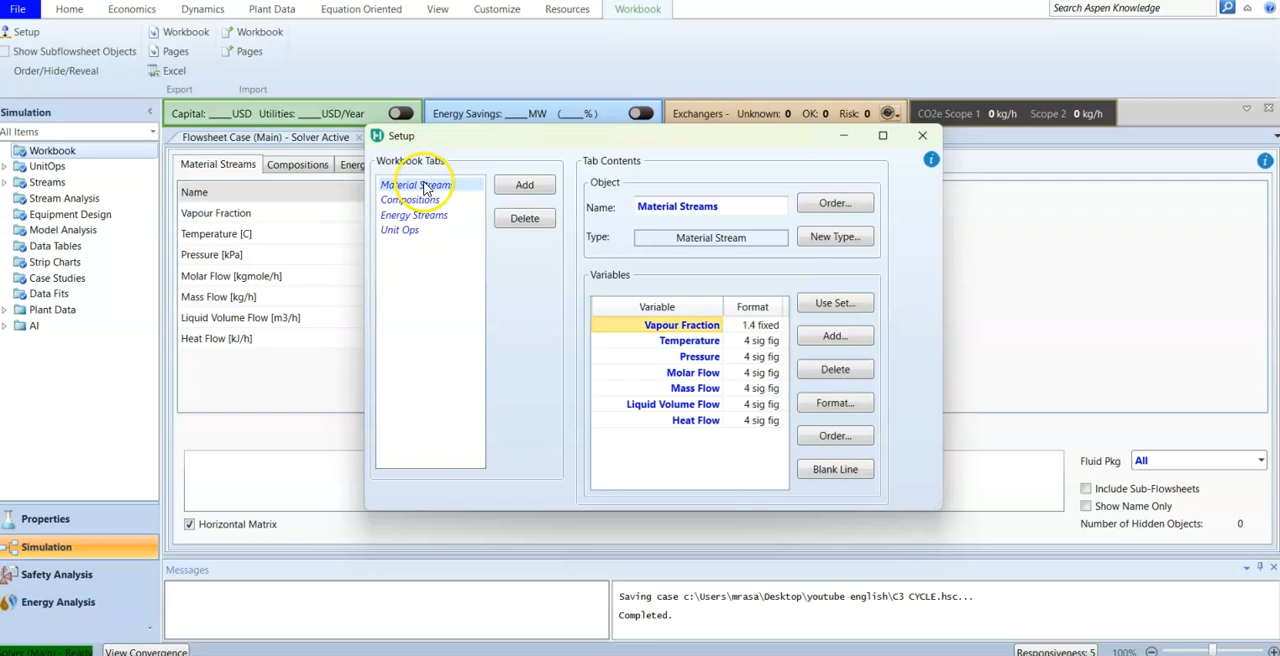 File Home Economics Dynamics Plant Data Equation Oriented View Customize Resources Workbook Search Aspen Knowledge
Setup Workbook Workbook
Show Subflowsheet Objects Pages Pages
Order/Hide/Reveal Excel
Export Import
Simulation
All Items
Workbook
UnitOps
Streams
Stream Analysis
Equipment Design
Model Analysis
Data Tables
Strip Charts
Case Studies
Data Fits
Plant Data
AI
Properties
Simulation
Safety Analysis
Energy Analysis
Capital: ____USD Utilities: ____USD/Year Energy Savings: ____MW (____%) Exchangers - Unknown: 0 OK: 0 Risk: 0 CO2e Scope 1 0 kg/h Scope 2 0 kg/h
Flowsheet Case (Main) - Solver Active
Material Streams Compositions
Name
Vapour Fraction
Temperature [C]
Pressure [kPa]
Molar Flow [kgmole/h]
Mass Flow [kg/h]
Liquid Volume Flow [m3/h]
Heat Flow [kJ/h]
Setup
Workbook Tabs
Material Streams
Compositions
Energy Streams
Unit Ops
Add
Delete
Tab Contents
Object
Name: Material Streams Order...
Type: Material Stream New Type...
Variables
Variable Format
Vapour Fraction 1.4 fixed
Temperature 4 sig fig
Pressure 4 sig fig
Molar Flow 4 sig fig
Mass Flow 4 sig fig
Liquid Volume Flow 4 sig fig
Heat Flow 4 sig fig
Use Set...
Add...
Delete
Format...
Order...
Blank Line
Fluid Pkg All
Include Sub-Flowsheets
Show Name Only
Number of Hidden Objects: 0
Horizontal Matrix
Messages
Saving case c:\Users\mrasa\Desktop\youtube english\C3 CYCLE.hsc...
Completed.
(Main) - Ready View Convergence Responsiveness: 5 100%